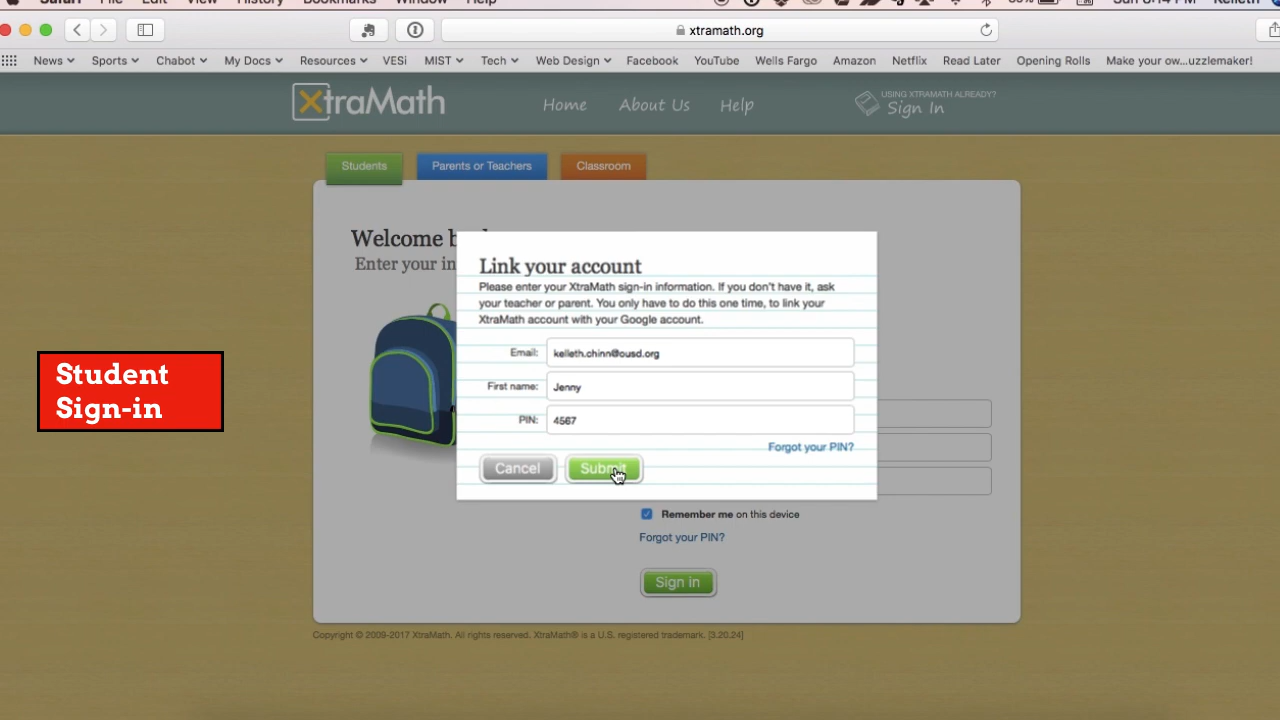 xtramath.org
News
Sports
Chabot
My Docs
Resources
VESi
MIST
Tech
Web Design
Facebook
YouTube
Wells Fargo
Amazon
Netflix
Read Later
Opening Rolls
Make your ow...uzzlemaker!
XtraMath
Home
About Us
Help
USING XTRAMATH ALREADY?
Sign In
Students
Parents or Teachers
Classroom
Welcome b
Enter your in
Link your account
Please enter your XtraMath sign-in information. If you don't have it, ask
your teacher or parent. You only have to do this one time, to link your
XtraMath account with your Google account.
Email: kelleth.chinn@ousd.org
First name: Jenny
PIN: 4567
Forgot your PIN?
Cancel
Submit
Student
Sign-in
Remember me on this device
Forgot your PIN?
Sign in
Copyright © 2009-2017 XtraMath. All rights reserved. XtraMath® is a U.S. registered trademark. [3.20.24]